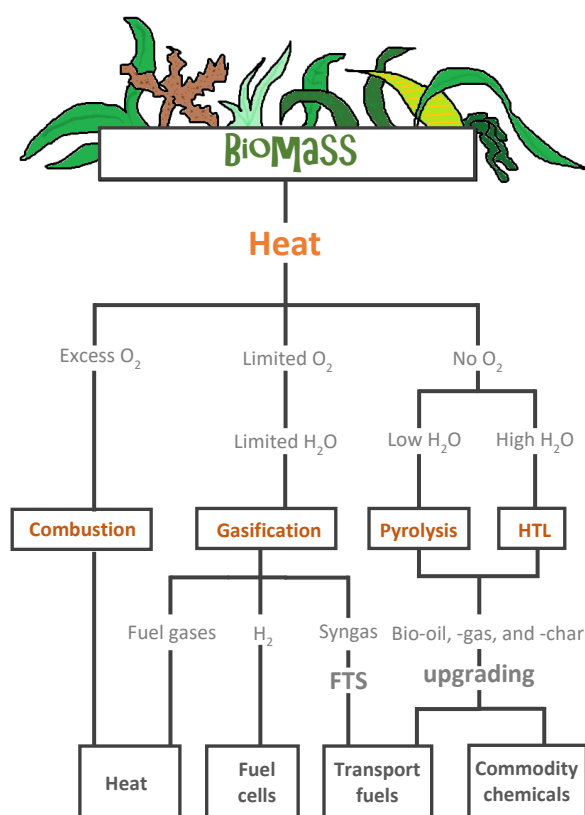 BiOMASS
Heat
Excess O₂
Limited O₂
No O₂
Limited H₂O
Low H₂O
High H₂O
Combustion
Gasification
Pyrolysis
HTL
Fuel gases
H₂
Syngas
Bio-oil, -gas, and -char
FTS
upgrading
Heat
Fuel
cells
Transport
fuels
Commodity
chemicals